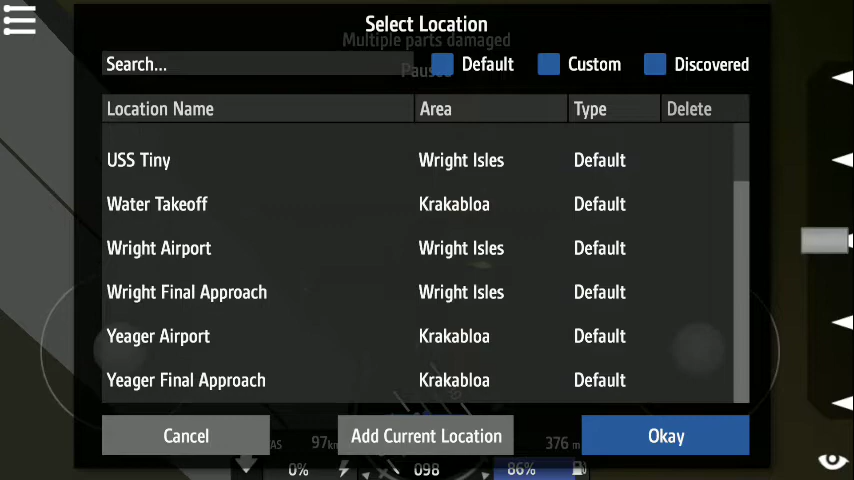 Select Location
Multiple parts damaged
Search...
Default
Custom
Discovered
Location Name
Area
Type
Delete
USS Tiny
Wright Isles
Default
Water Takeoff
Krakabloa
Default
Wright Airport
Wright Isles
Default
Wright Final Approach
Wright Isles
Default
Yeager Airport
Krakabloa
Default
Yeager Final Approach
Krakabloa
Default
Cancel
Add Current Location
Okay
97
376 m
0%
098
86%